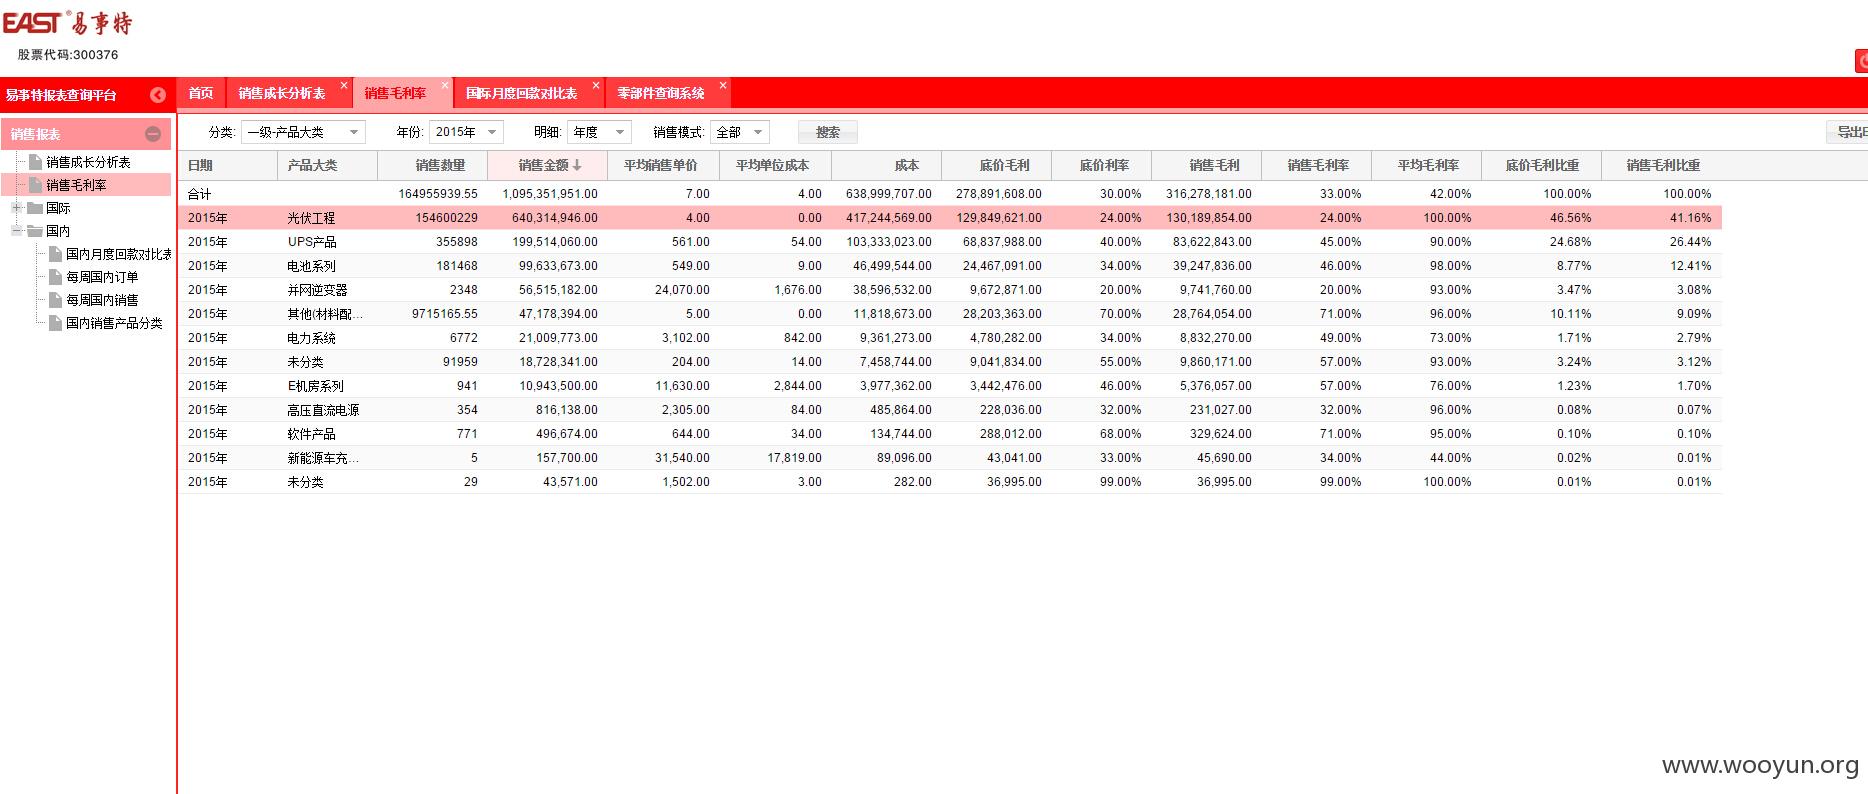 EAST®易事特
股票代码:300376
易事特报表查询平台 首页 销售成长分析表 销售毛利率 国际月度回款对比表 零部件查询系统
销售报表
销售成长分析表
销售毛利率
国际
国内
国内月度回款对比表
每周国内订单
每周国内销售
国内销售产品分类
分类: 一级-产品大类 年份: 2015年 明细: 年度 销售模式: 全部 搜索 导出
日期 产品大类 销售数量 销售金额↓ 平均销售单价 平均单位成本 成本 底价毛利 底价利率 销售毛利 销售毛利率 平均毛利率 底价毛利比重 销售毛利比重
合计 164955939.55 1,095,351,951.00 7.00 4.00 638,999,707.00 278,891,608.00 30.00% 316,278,181.00 33.00% 42.00% 100.00% 100.00%
2015年 光伏工程 154600229 640,314,946.00 4.00 0.00 417,244,569.00 129,849,621.00 24.00% 130,189,854.00 24.00% 100.00% 46.56% 41.16%
2015年 UPS产品 355898 199,514,060.00 561.00 54.00 103,333,023.00 68,837,988.00 40.00% 83,622,843.00 45.00% 90.00% 24.68% 26.44%
2015年 电池系列 181468 99,633,673.00 549.00 9.00 46,499,544.00 24,467,091.00 34.00% 39,247,836.00 46.00% 98.00% 8.77% 12.41%
2015年 并网逆变器 2348 56,515,182.00 24,070.00 1,676.00 38,596,532.00 9,672,871.00 20.00% 9,741,760.00 20.00% 93.00% 3.47% 3.08%
2015年 其他(材料配... 9715165.55 47,178,394.00 5.00 0.00 11,818,673.00 28,203,363.00 70.00% 28,764,054.00 71.00% 96.00% 10.11% 9.09%
2015年 电力系统 6772 21,009,773.00 3,102.00 842.00 9,361,273.00 4,780,282.00 34.00% 8,832,270.00 49.00% 73.00% 1.71% 2.79%
2015年 未分类 91959 18,728,341.00 204.00 14.00 7,458,744.00 9,041,834.00 55.00% 9,860,171.00 57.00% 93.00% 3.24% 3.12%
2015年 E机房系列 941 10,943,500.00 11,630.00 2,844.00 3,977,362.00 3,442,476.00 46.00% 5,376,057.00 57.00% 76.00% 1.23% 1.70%
2015年 高压直流电源 354 816,138.00 2,305.00 84.00 485,864.00 228,036.00 32.00% 231,027.00 32.00% 96.00% 0.08% 0.07%
2015年 软件产品 771 496,674.00 644.00 34.00 134,744.00 288,012.00 68.00% 329,624.00 71.00% 95.00% 0.10% 0.10%
2015年 新能源车充... 5 157,700.00 31,540.00 17,819.00 89,096.00 43,041.00 33.00% 45,690.00 34.00% 44.00% 0.02% 0.01%
2015年 未分类 29 43,571.00 1,502.00 3.00 282.00 36,995.00 99.00% 36,995.00 99.00% 100.00% 0.01% 0.01%
www.wooyun.org